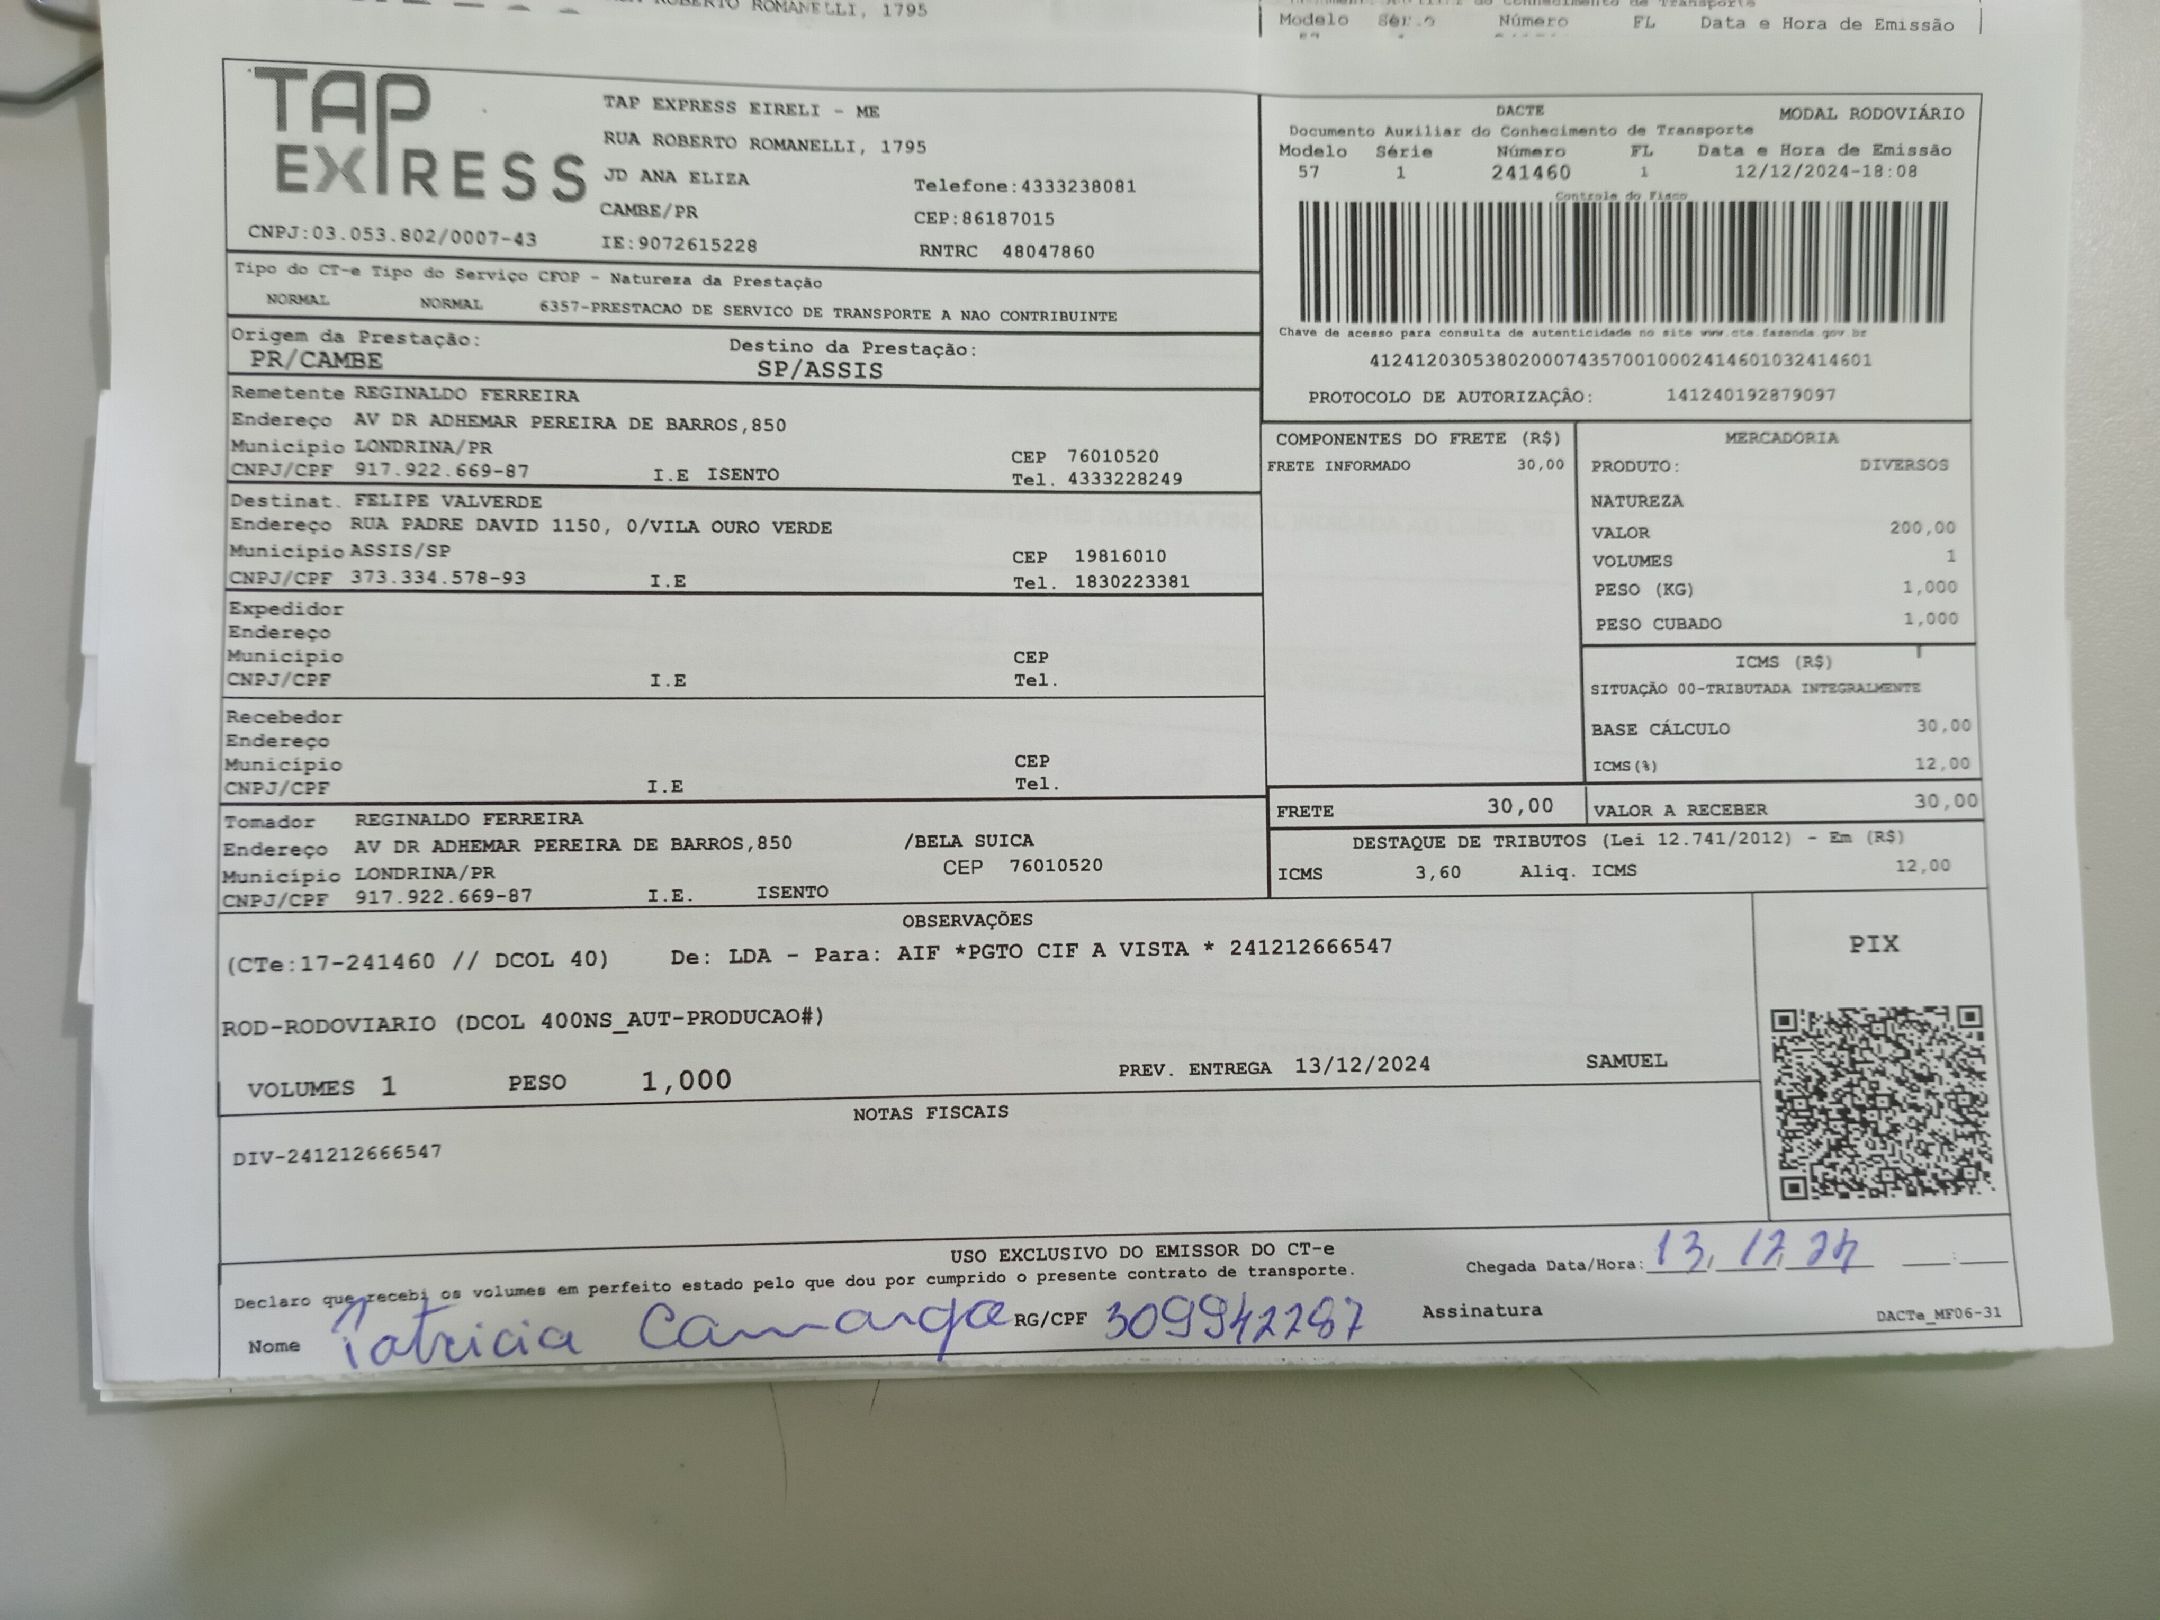 ROBERTO ROMANELLI, 1795
Modelo Série Número FL Data e Hora de Emissão
TAP EXPRESS
CNPJ:03.053.802/0007-43
TAP EXPRESS EIRELI - ME
RUA ROBERTO ROMANELLI, 1795
JD ANA ELIZA Telefone:4333238081
CAMBE/PR CEP:86187015
IE:9072615228 RNTRC 48047860
DACTE MODAL RODOVIÁRIO
Documento Auxiliar do Conhecimento de Transporte
Modelo Série Número FL Data e Hora de Emissão
57 1 241460 1 12/12/2024-18:08
Controle do Fisco
Chave de acesso para consulta de autenticidade no site www.cte.fazenda.gov.br
41241203053802000743570010002414601032414601
PROTOCOLO DE AUTORIZAÇÃO: 141240192879097
Tipo do CT-e Tipo do Serviço CFOP - Natureza da Prestação
NORMAL NORMAL 6357-PRESTACAO DE SERVICO DE TRANSPORTE A NAO CONTRIBUINTE
Origem da Prestação: Destino da Prestação:
PR/CAMBE SP/ASSIS
Remetente REGINALDO FERREIRA
Endereço AV DR ADHEMAR PEREIRA DE BARROS,850
Município LONDRINA/PR CEP 76010520
CNPJ/CPF 917.922.669-87 I.E ISENTO Tel. 4333228249
Destinat. FELIPE VALVERDE
Endereço RUA PADRE DAVID 1150, 0/VILA OURO VERDE
Município ASSIS/SP CEP 19816010
CNPJ/CPF 373.334.578-93 I.E Tel. 1830223381
Expedidor
Endereço
Município CEP
CNPJ/CPF I.E Tel.
Recebedor
Endereço
Município CEP
CNPJ/CPF I.E Tel.
Tomador REGINALDO FERREIRA
Endereço AV DR ADHEMAR PEREIRA DE BARROS,850 /BELA SUICA
Município LONDRINA/PR CEP 76010520
CNPJ/CPF 917.922.669-87 I.E. ISENTO
COMPONENTES DO FRETE (R$)
FRETE INFORMADO 30,00
MERCADORIA
PRODUTO: DIVERSOS
NATUREZA
VALOR 200,00
VOLUMES 1
PESO (KG) 1,000
PESO CUBADO 1,000
ICMS (R$)
SITUAÇÃO 00-TRIBUTADA INTEGRALMENTE
BASE CÁLCULO 30,00
ICMS(%) 12,00
FRETE 30,00 VALOR A RECEBER 30,00
DESTAQUE DE TRIBUTOS (Lei 12.741/2012) - Em (R$)
ICMS 3,60 Aliq. ICMS 12,00
OBSERVAÇÕES
(CTe:17-241460 // DCOL 40) De: LDA - Para: AIF *PGTO CIF A VISTA * 241212666547
ROD-RODOVIARIO (DCOL 400NS_AUT-PRODUCAO#)
VOLUMES 1 PESO 1,000 PREV. ENTREGA 13/12/2024 SAMUEL
PIX
NOTAS FISCAIS
DIV-241212666547
USO EXCLUSIVO DO EMISSOR DO CT-e
Declaro que recebi os volumes em perfeito estado pelo que dou por cumprido o presente contrato de transporte.
Chegada Data/Hora: 13, 12, 24 __:__
Nome Patricia Camargo RG/CPF 309942287 Assinatura
DACTe_MF06-31